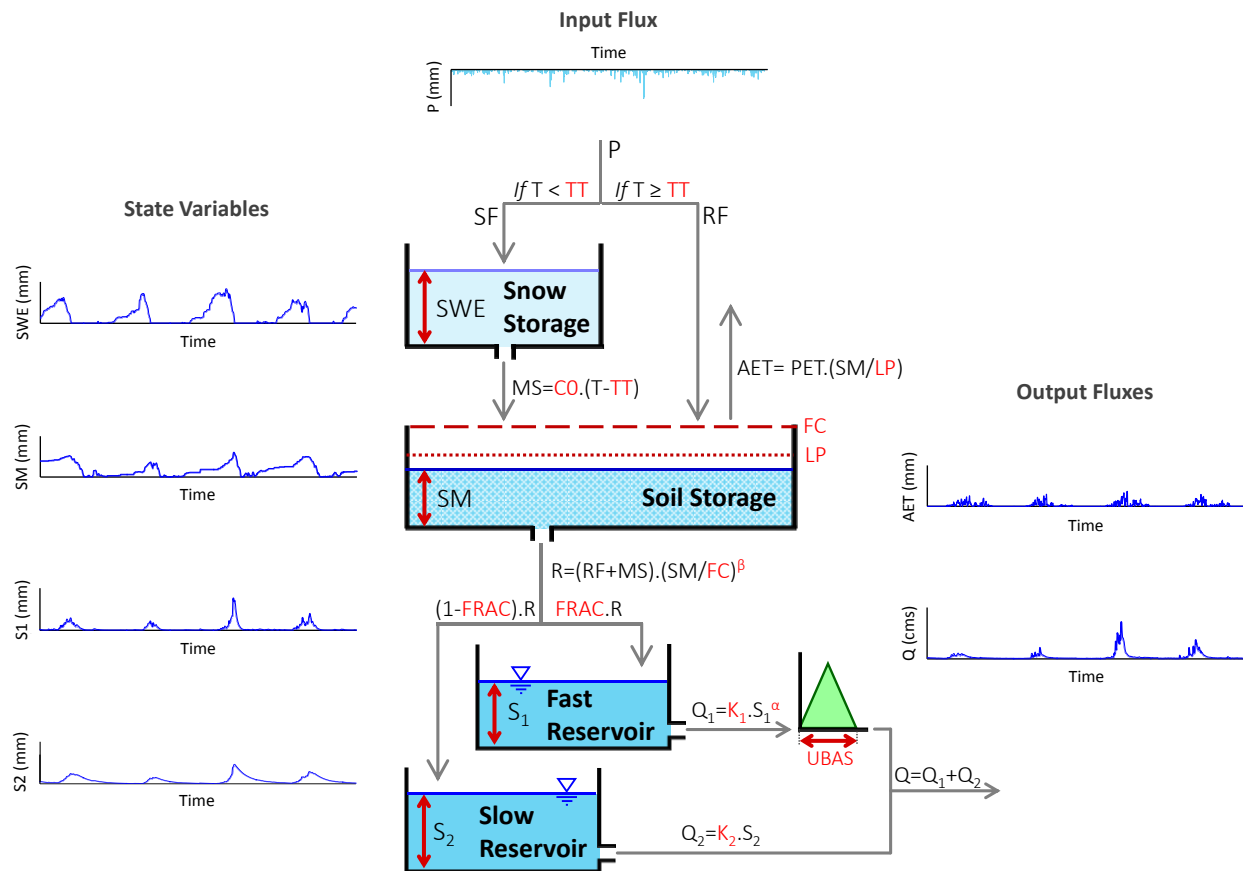 Input Flux
Time
P (mm)
P
If T < TT
If T ≥ TT
State Variables
SF
RF
SWE (mm)
Time
SWE
Snow
Storage
MS=C0.(T-TT)
AET= PET.(SM/LP)
Output Fluxes
FC
LP
SM (mm)
Time
SM
Soil Storage
AET (mm)
Time
R=(RF+MS).(SM/FC)^β
(1-FRAC).R
FRAC.R
S1 (mm)
Time
Q (cms)
Time
S₁
Fast
Reservoir
Q₁=K₁.S₁^α
UBAS
S2 (mm)
Time
Q=Q₁+Q₂
S₂
Slow
Reservoir
Q₂=K₂.S₂